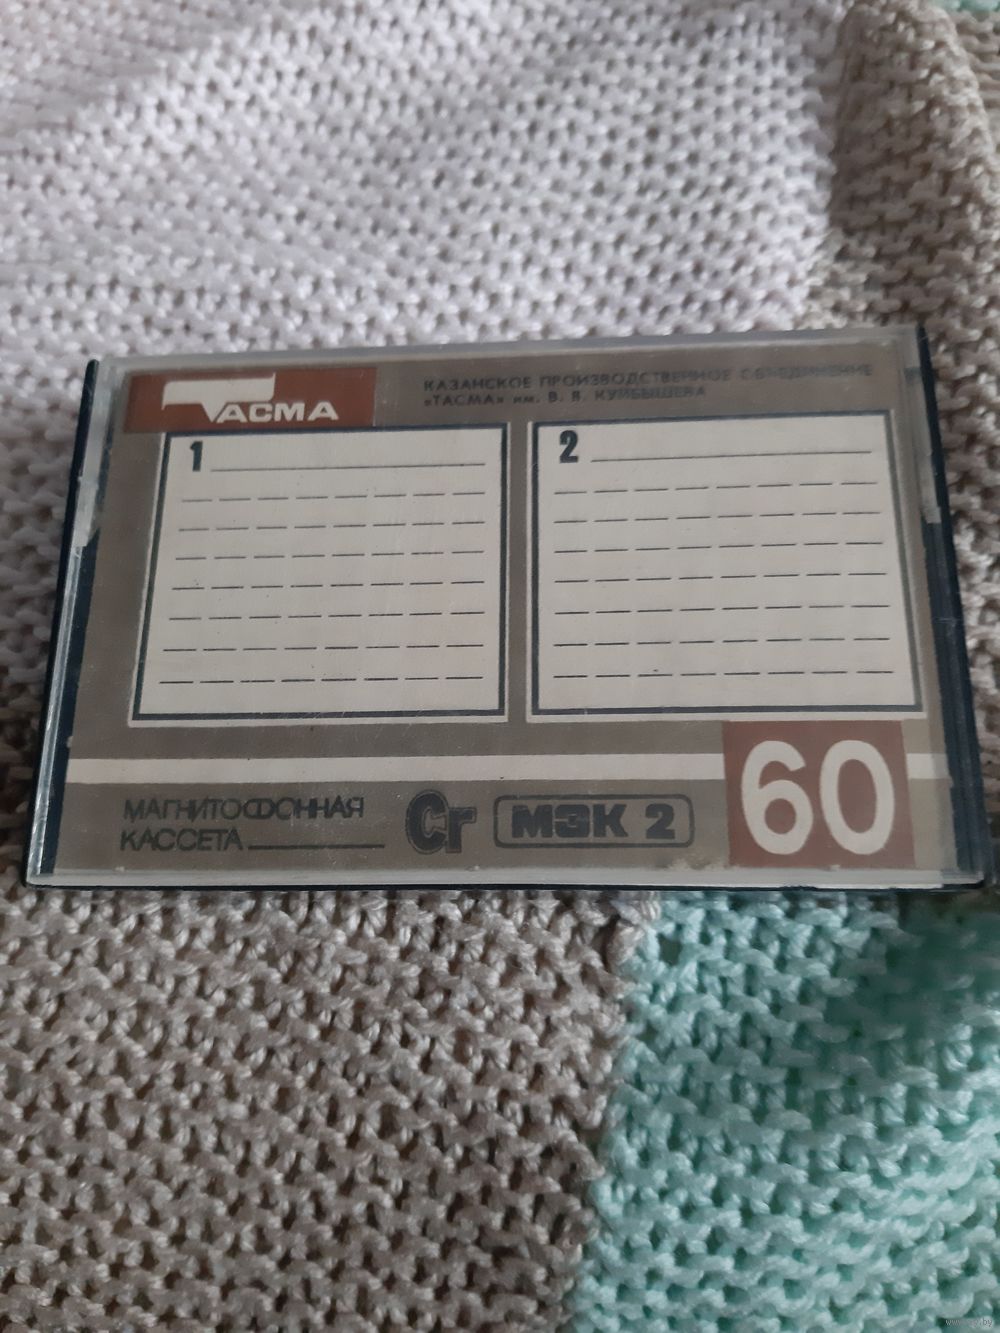 ТАСМА
КАЗАНСКОЕ ПРОИЗВОДСТВЕННОЕ ОБЪЕДИНЕНИЕ
«ТАСМА» им. В. В. КУЙБЫШЕВА
1
2
МАГНИТОФОННАЯ
КАССЕТА
Cr
МЭК 2
60